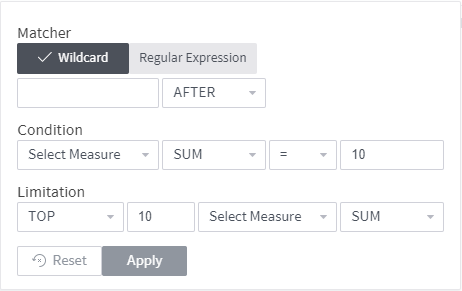 Matcher
Wildcard Regular Expression
AFTER
Condition
Select Measure SUM = 10
Limitation
TOP 10 Select Measure SUM
Reset Apply